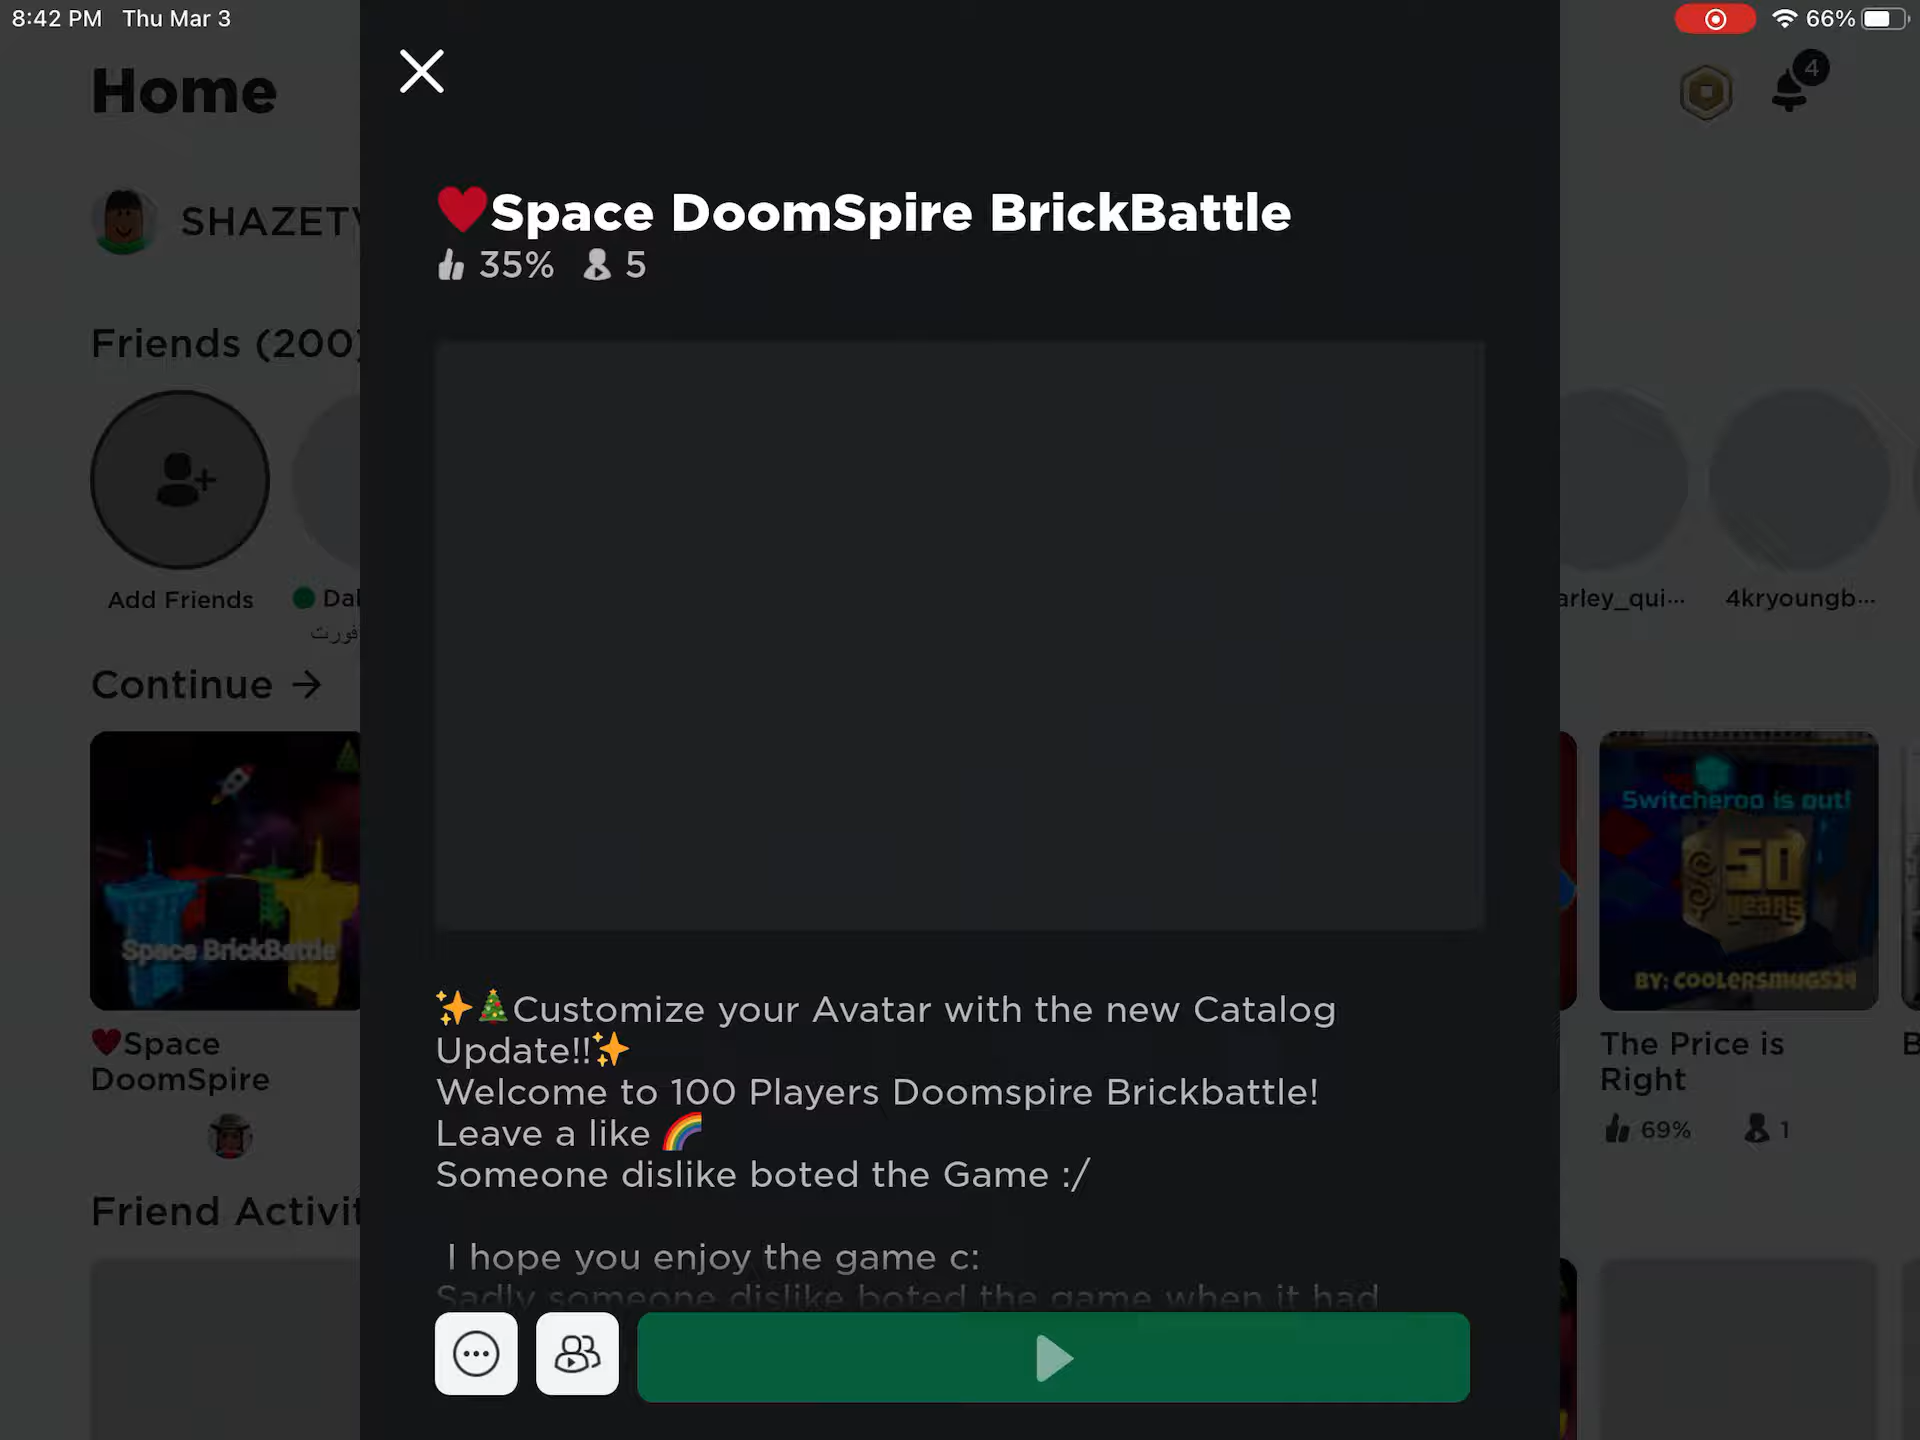 8:42 PM Thu Mar 3
66%
Home
4
❤️Space DoomSpire BrickBattle
35% 5
SHAZETV
Friends (200)
Add Friends
Dal
فورت
arley_qui...
4kryoungb...
Continue →
Space BrickBattle
Switcheroo is out!
50
years
BY: COOLERSMUGS24
❤️Space
DoomSpire
The Price is
Right
69% 1
B
✨🎄Customize your Avatar with the new Catalog
Update!!✨
Welcome to 100 Players Doomspire Brickbattle!
Leave a like 🌈
Someone dislike boted the Game :/
I hope you enjoy the game c:
Sadly someone dislike boted the game when it had
Friend Activit